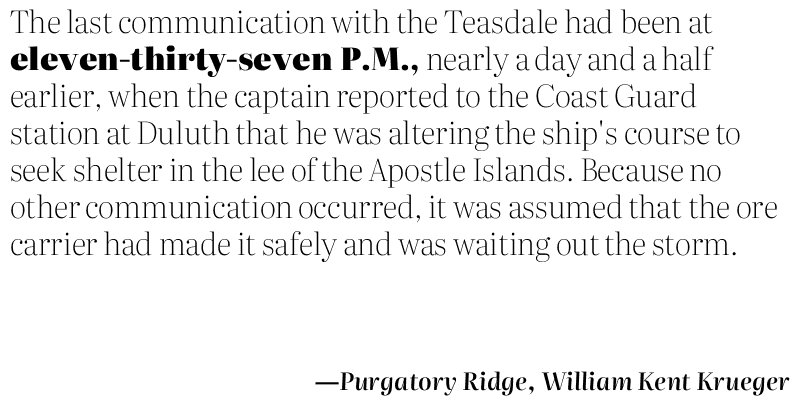 The last communication with the Teasdale had been at
eleven-thirty-seven P.M., nearly a day and a half
earlier, when the captain reported to the Coast Guard
station at Duluth that he was altering the ship's course to
seek shelter in the lee of the Apostle Islands. Because no
other communication occurred, it was assumed that the ore
carrier had made it safely and was waiting out the storm.
—Purgatory Ridge, William Kent Krueger